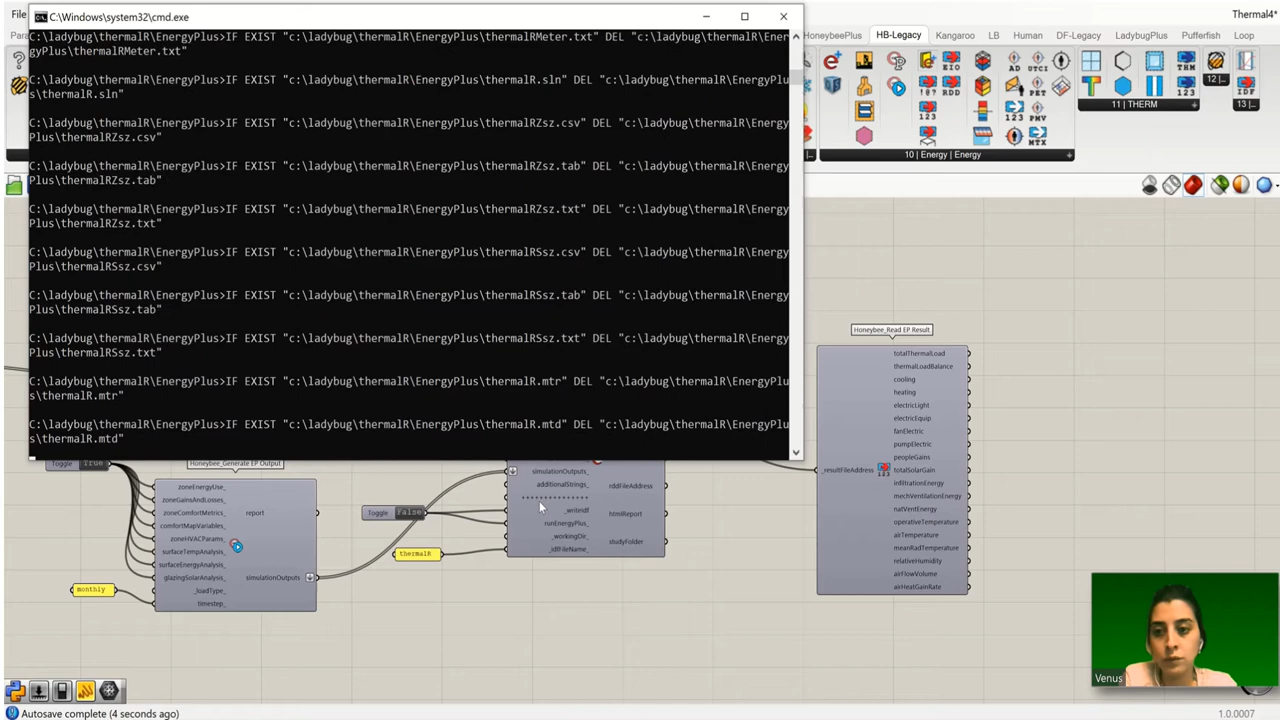 File
C:\Windows\system32\cmd.exe
Thermal4*
HoneybeePlus
HB-Legacy
Kangaroo
LB
Human
DF-Legacy
LadybugPlus
Pufferfish
Loop
10 | Energy | Energy
11 | THERM
12 |...
13 |...
C:\ladybug\thermalR\EnergyPlus>IF EXIST "c:\ladybug\thermalR\EnergyPlus\thermalRMeter.txt" DEL "c:\ladybug\thermalR\Ener
gyPlus\thermalRMeter.txt"
C:\ladybug\thermalR\EnergyPlus>IF EXIST "c:\ladybug\thermalR\EnergyPlus\thermalR.sln" DEL "c:\ladybug\thermalR\EnergyPlu
s\thermalR.sln"
C:\ladybug\thermalR\EnergyPlus>IF EXIST "c:\ladybug\thermalR\EnergyPlus\thermalRZsz.csv" DEL "c:\ladybug\thermalR\Energy
Plus\thermalRZsz.csv"
C:\ladybug\thermalR\EnergyPlus>IF EXIST "c:\ladybug\thermalR\EnergyPlus\thermalRZsz.tab" DEL "c:\ladybug\thermalR\Energy
Plus\thermalRZsz.tab"
C:\ladybug\thermalR\EnergyPlus>IF EXIST "c:\ladybug\thermalR\EnergyPlus\thermalRZsz.txt" DEL "c:\ladybug\thermalR\Energy
Plus\thermalRZsz.txt"
C:\ladybug\thermalR\EnergyPlus>IF EXIST "c:\ladybug\thermalR\EnergyPlus\thermalRSsz.csv" DEL "c:\ladybug\thermalR\Energy
Plus\thermalRSsz.csv"
C:\ladybug\thermalR\EnergyPlus>IF EXIST "c:\ladybug\thermalR\EnergyPlus\thermalRSsz.tab" DEL "c:\ladybug\thermalR\Energy
Plus\thermalRSsz.tab"
C:\ladybug\thermalR\EnergyPlus>IF EXIST "c:\ladybug\thermalR\EnergyPlus\thermalRSsz.txt" DEL "c:\ladybug\thermalR\Energy
Plus\thermalRSsz.txt"
C:\ladybug\thermalR\EnergyPlus>IF EXIST "c:\ladybug\thermalR\EnergyPlus\thermalR.mtr" DEL "c:\ladybug\thermalR\EnergyPlu
s\thermalR.mtr"
C:\ladybug\thermalR\EnergyPlus>IF EXIST "c:\ladybug\thermalR\EnergyPlus\thermalR.mtd" DEL "c:\ladybug\thermalR\EnergyPlu
s\thermalR.mtd"
Toggle True
Honeybee_Generate EP Output
zoneEnergyUse_
zoneGainsAndLosses_
zoneComfortMetrics_
comfortMapVariables_
zoneHVACParams_
surfaceTempAnalysis_
surfaceEnergyAnalysis_
glazingSolarAnalysis_
_loadType_
timestep_
report
simulationOutputs
monthly
Toggle False
thermalR
simulationOutputs_
additionalStrings_
+++++++++++++++
_writeIdf
runEnergyPlus_
_workingDir_
_idfFileName_
rddFileAddress
htmlReport
studyFolder
Honeybee_Read EP Result
_resultFileAddress
totalThermalLoad
thermalLoadBalance
cooling
heating
electricLight
electricEquip
fanElectric
pumpElectric
peopleGains
totalSolarGain
infiltrationEnergy
mechVentilationEnergy
natVentEnergy
operativeTemperature
airTemperature
meanRadTemperature
relativeHumidity
airFlowVolume
airHeatGainRate
Venus
Autosave complete (4 seconds ago)
1.0.0007